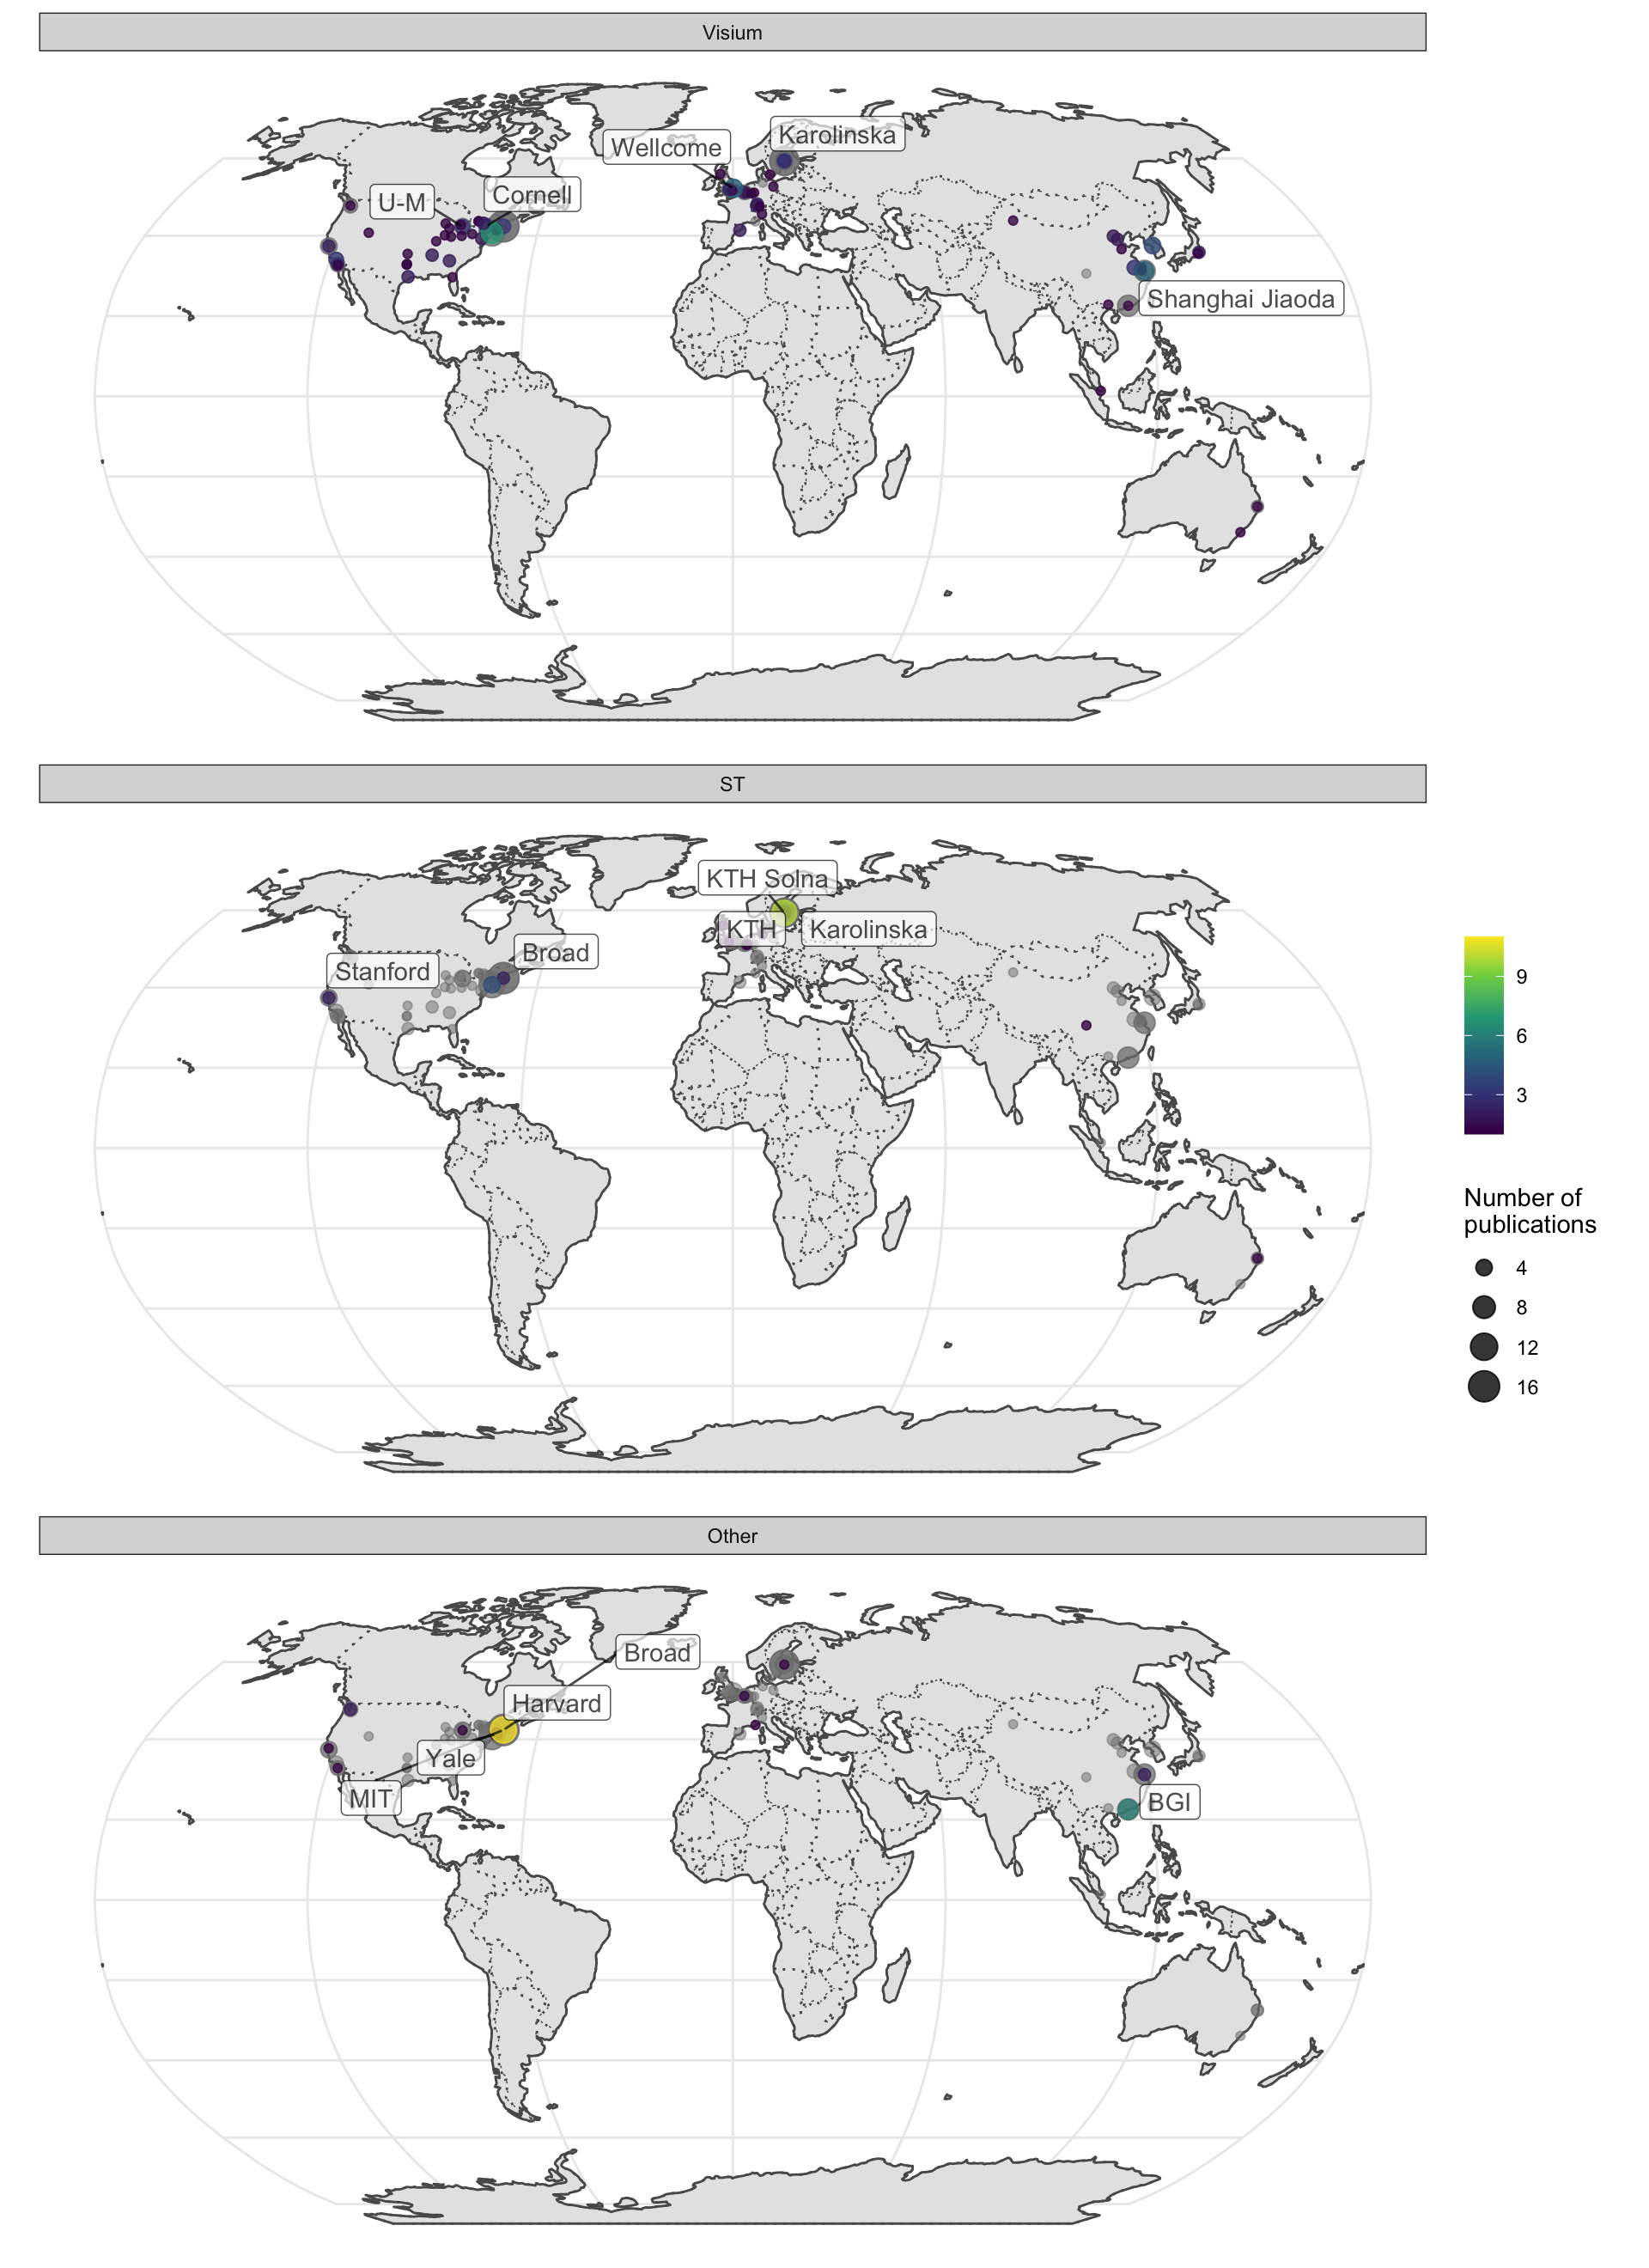 Visium
Karolinska
Wellcome
U-M
Cornell
Shanghai Jiaoda
ST
KTH Solna
KTH
Karolinska
Broad
Stanford
9
6
3
Number of
publications
4
8
12
16
Other
Broad
Harvard
Yale
MIT
BGI